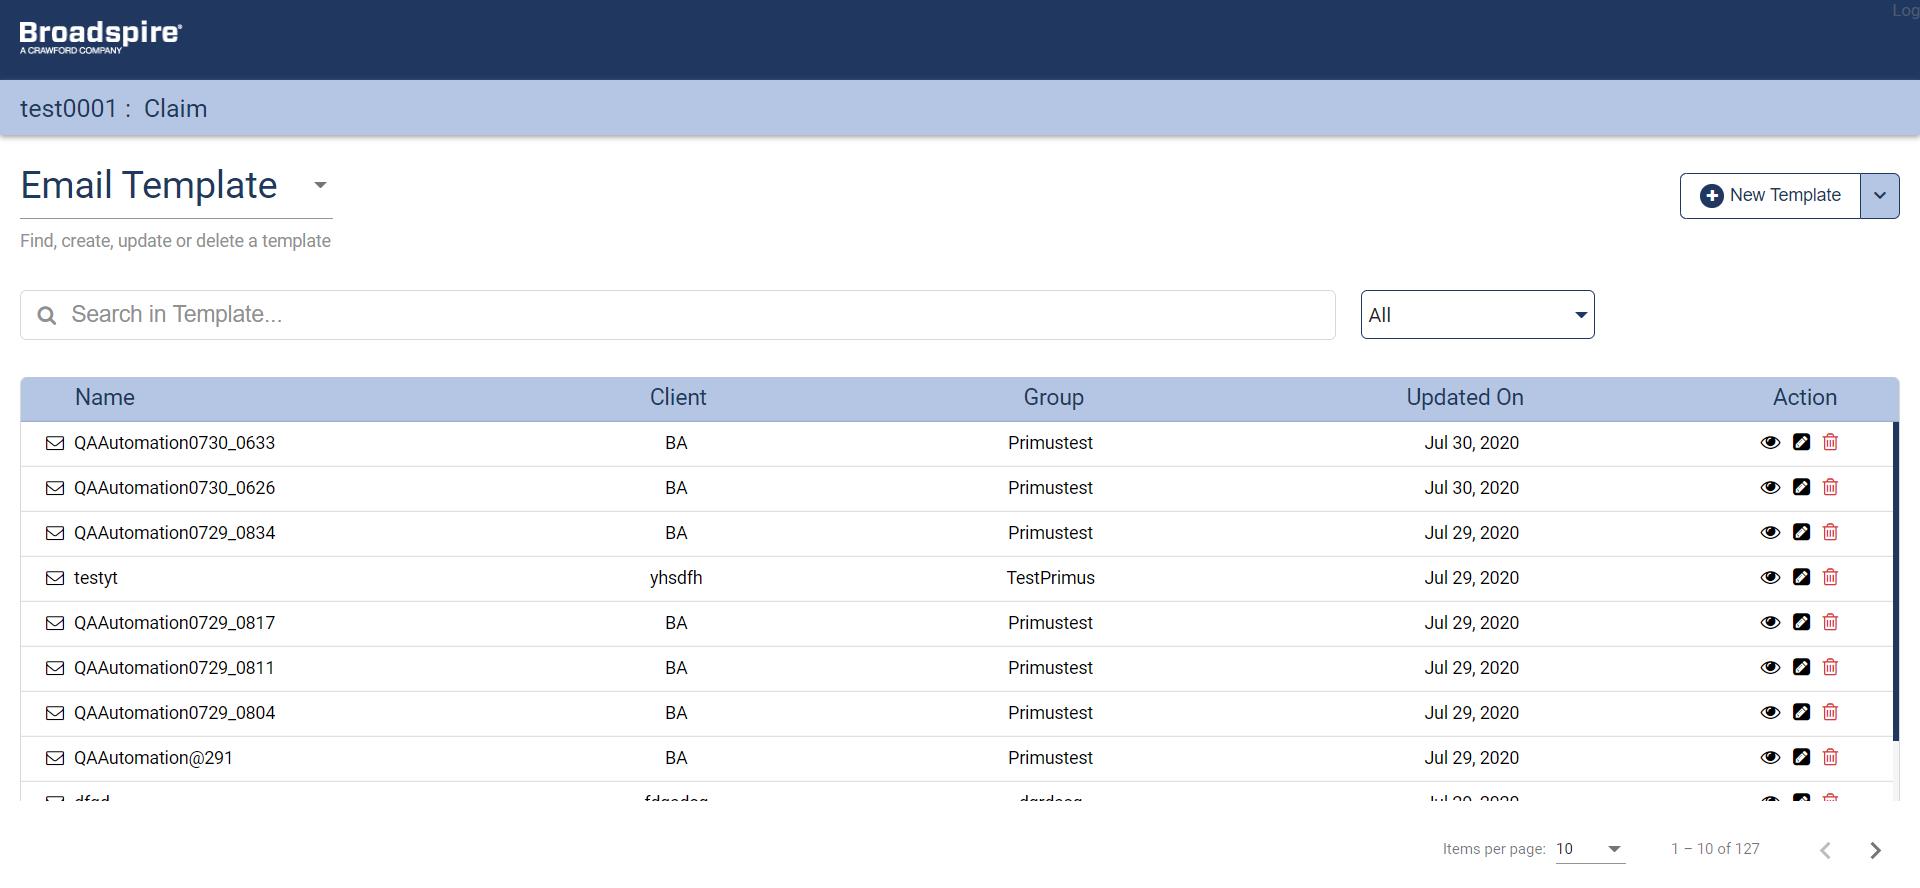 Log
Broadspire®
A CRAWFORD COMPANY
test0001 : Claim
Email Template
New Template
Find, create, update or delete a template
Search in Template...
All
Name Client Group Updated On Action
QAAutomation0730_0633 BA Primustest Jul 30, 2020
QAAutomation0730_0626 BA Primustest Jul 30, 2020
QAAutomation0729_0834 BA Primustest Jul 29, 2020
testyt yhsdfh TestPrimus Jul 29, 2020
QAAutomation0729_0817 BA Primustest Jul 29, 2020
QAAutomation0729_0811 BA Primustest Jul 29, 2020
QAAutomation0729_0804 BA Primustest Jul 29, 2020
QAAutomation@291 BA Primustest Jul 29, 2020
Items per page: 10 1 – 10 of 127